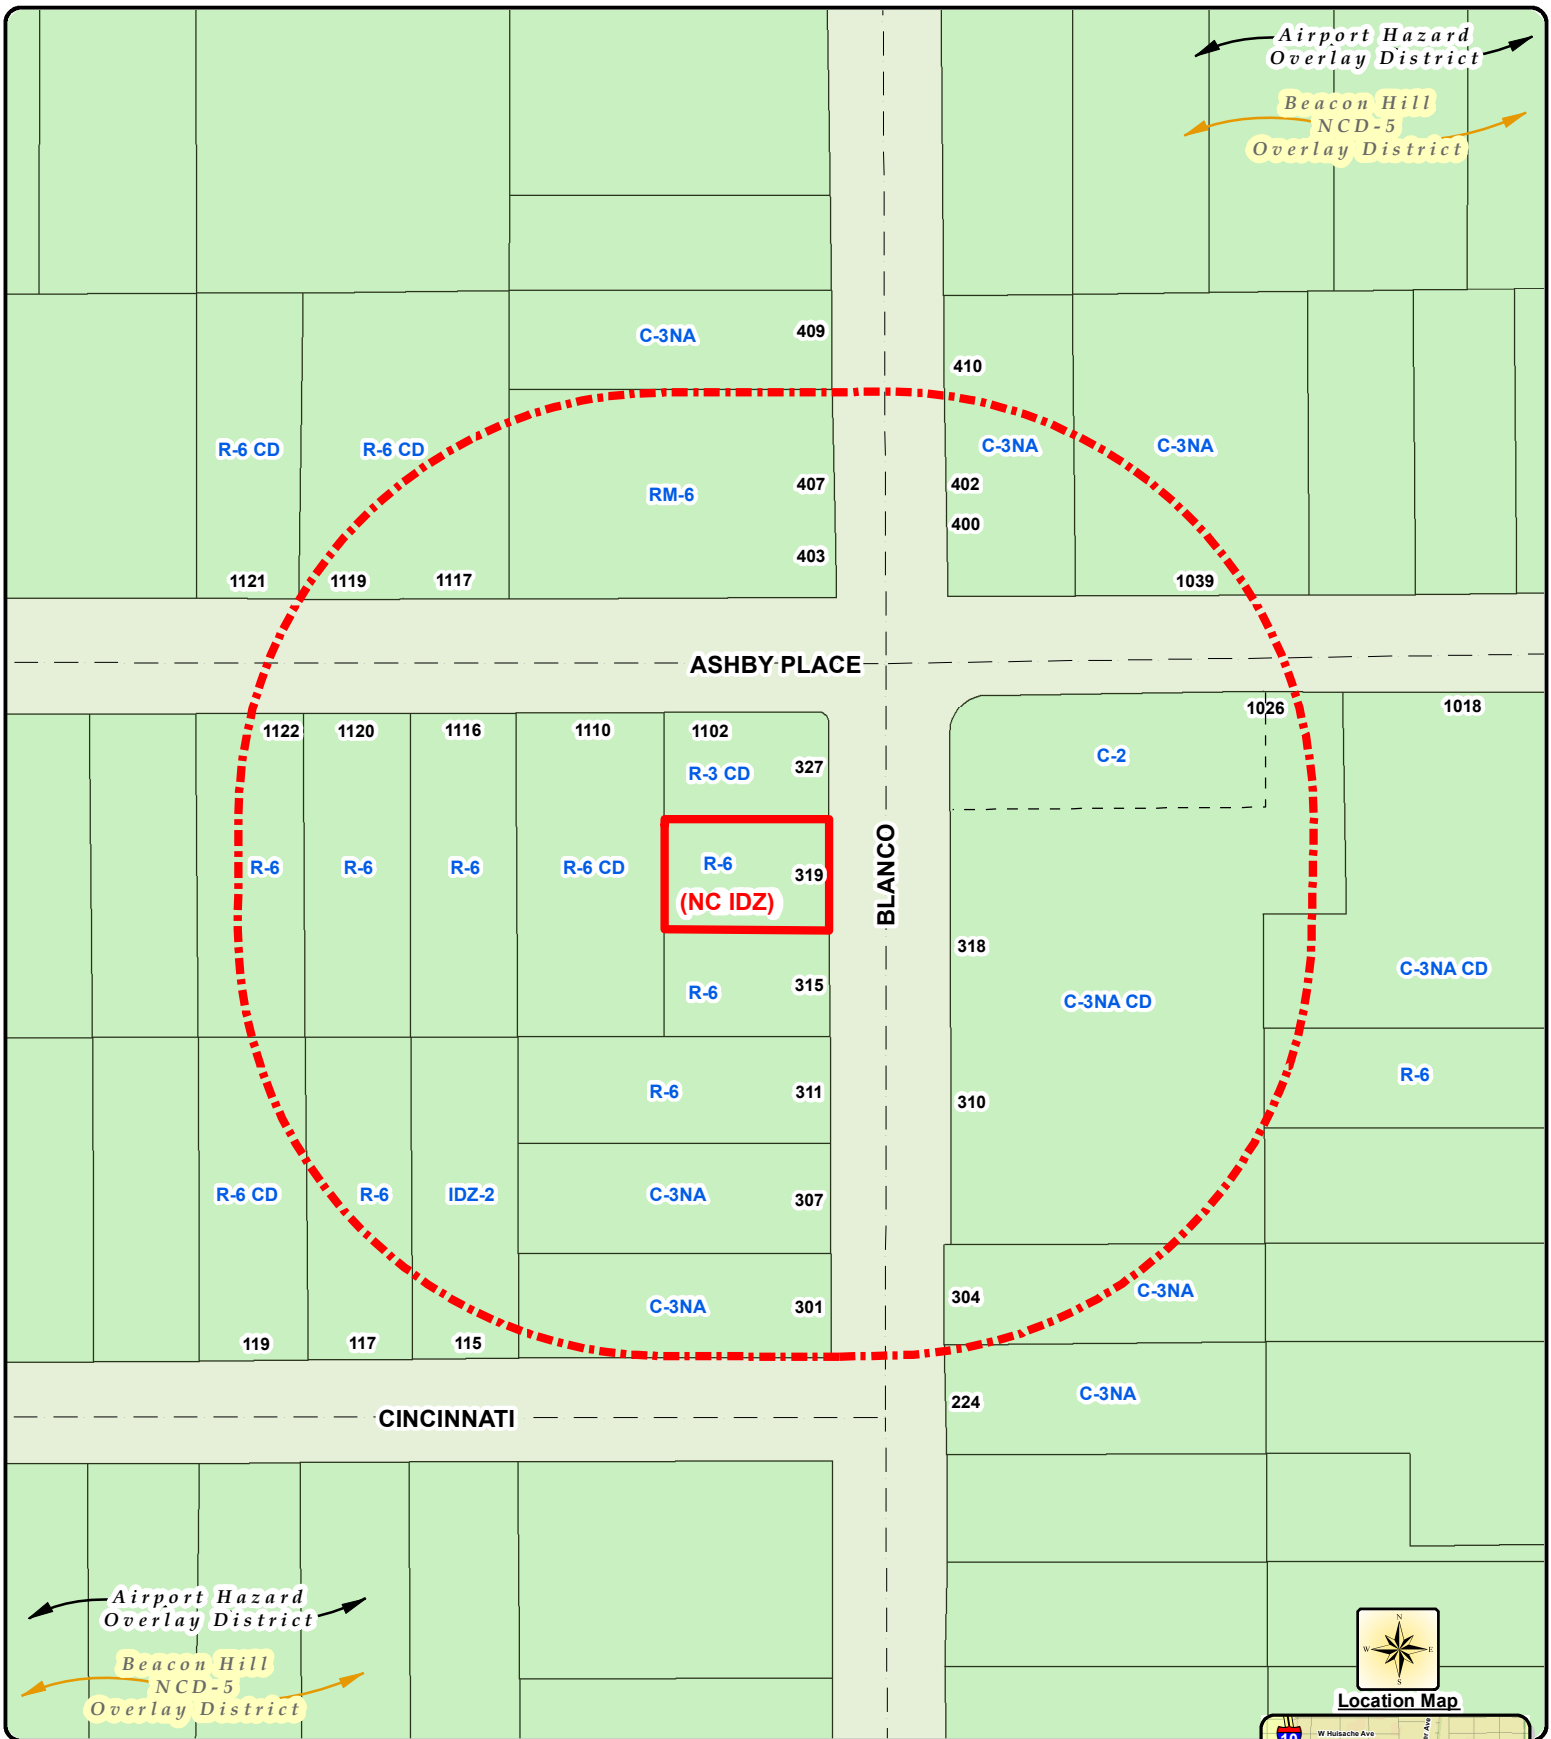 Airport Hazard
Overlay District
Beacon Hill
NCD-5
Overlay District
C-3NA
409
410
R-6 CD
R-6 CD
C-3NA
C-3NA
RM-6
407
402
400
403
1121
1119
1117
1039
ASHBY PLACE
1122
1120
1116
1110
1102
1026
1018
R-3 CD
327
C-2
R-6
R-6
R-6
R-6 CD
R-6
319
(NC IDZ)
BLANCO
318
R-6
315
C-3NA CD
C-3NA CD
R-6
311
310
R-6
R-6 CD
R-6
IDZ-2
C-3NA
307
C-3NA
301
304
C-3NA
119
117
115
224
C-3NA
CINCINNATI
Airport Hazard
Overlay District
Beacon Hill
NCD-5
Overlay District
N
W
E
S
Location Map
10
W Huisache Ave